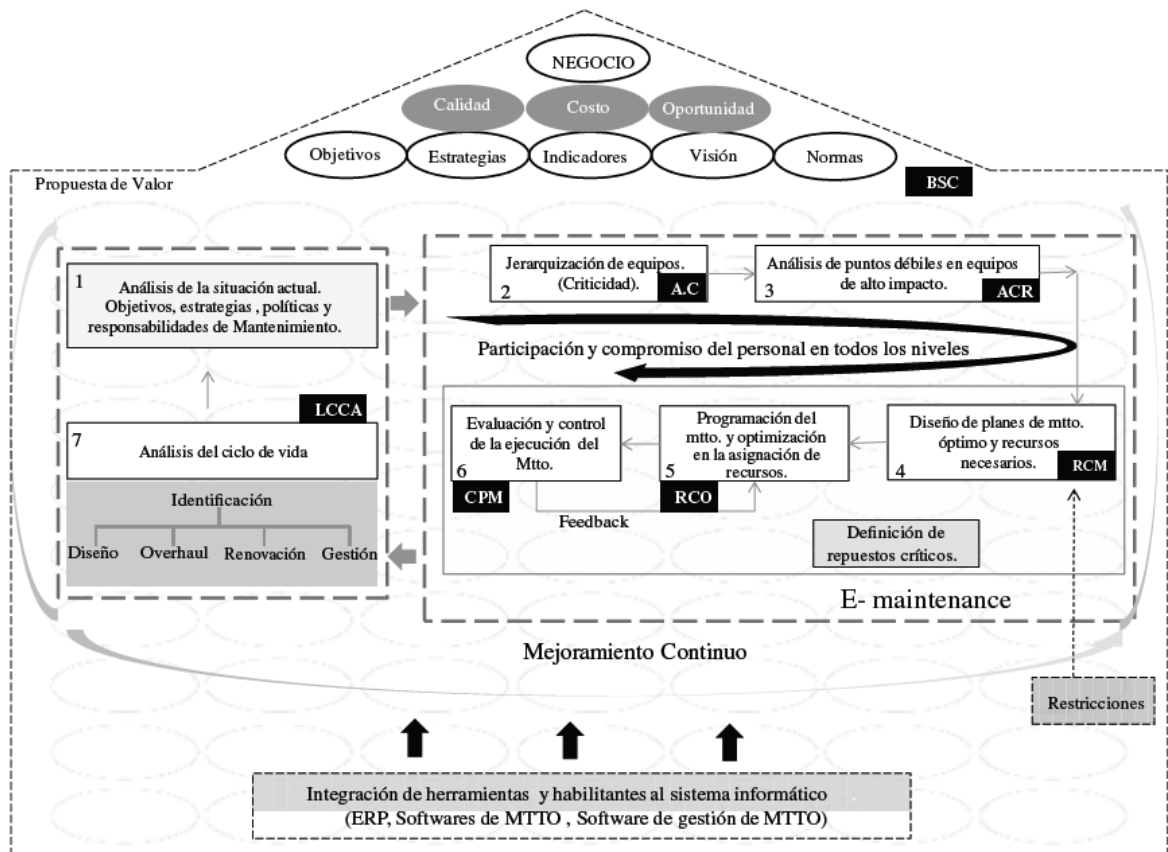 NEGOCIO
Calidad
Costo
Oportunidad
Objetivos
Estrategias
Indicadores
Visión
Normas
Propuesta de Valor
BSC
1
Análisis de la situación actual.
Objetivos, estrategias , políticas y
responsabilidades de Mantenimiento.
Jerarquización de equipos.
(Criticidad).
2
A.C
Análisis de puntos débiles en equipos
de alto impacto.
3
ACR
Participación y compromiso del personal en todos los niveles
LCCA
7
Análisis del ciclo de vida
Identificación
Diseño
Overhaul
Renovación
Gestión
Evaluación y control
de la ejecución del
Mtto.
6
CPM
Programación del
mtto. y optimización
en la asignación de
recursos.
5
RCO
Diseño de planes de mtto.
óptimo y recursos
necesarios.
4
RCM
Feedback
Definición de
repuestos críticos.
E- maintenance
Mejoramiento Continuo
Restricciones
Integración de herramientas y habilitantes al sistema informático
(ERP, Softwares de MTTO , Software de gestión de MTTO)